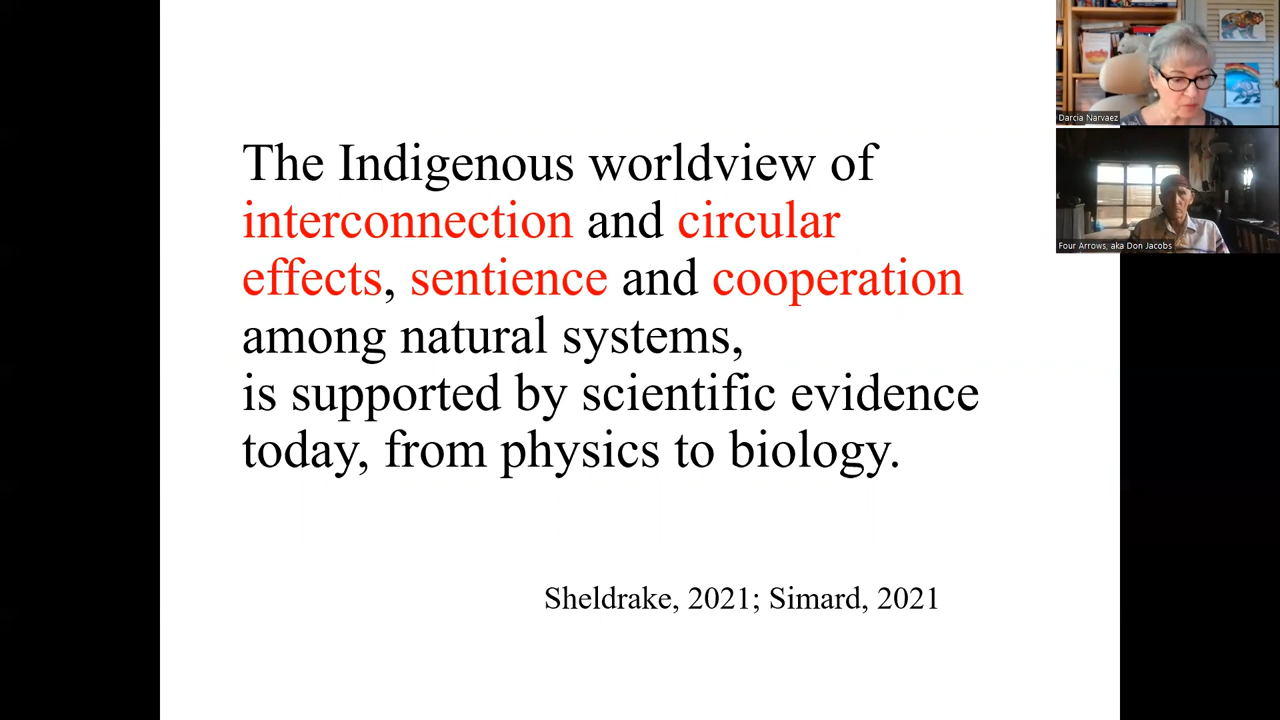 The Indigenous worldview of
interconnection and circular
effects, sentience and cooperation
among natural systems,
is supported by scientific evidence
today, from physics to biology.
Sheldrake, 2021; Simard, 2021
Darcia Narvaez
Four Arrows, aka Don Jacobs